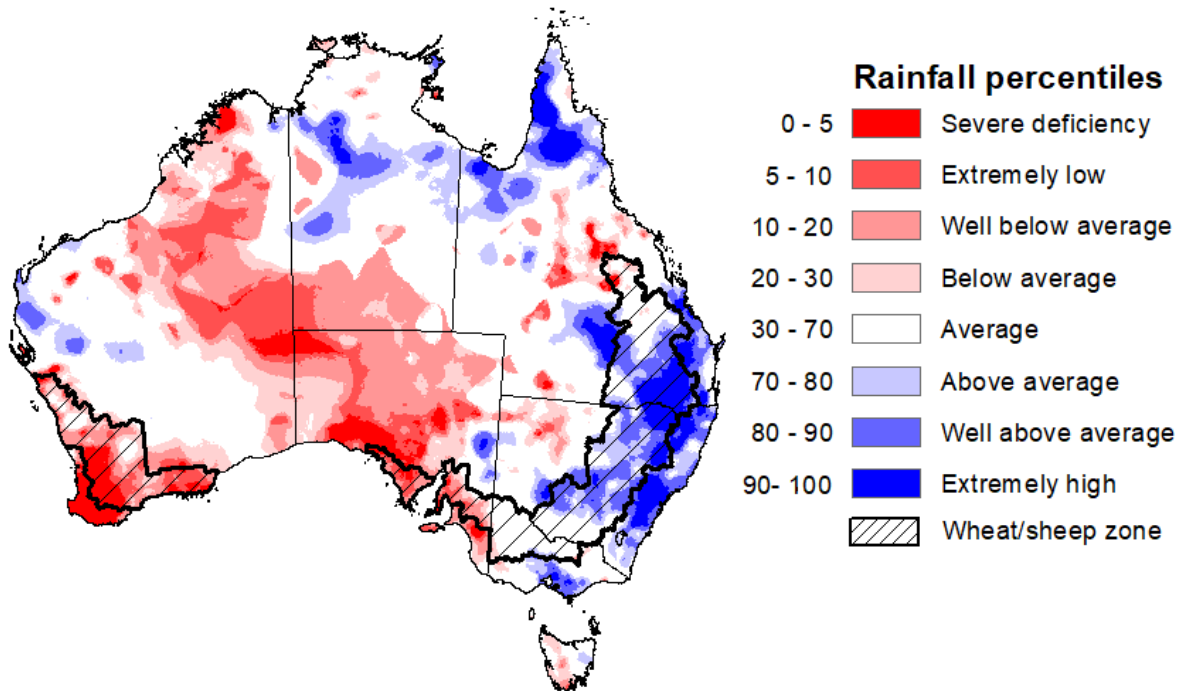 Rainfall percentiles
0 - 5 Severe deficiency
5 - 10 Extremely low
10 - 20 Well below average
20 - 30 Below average
30 - 70 Average
70 - 80 Above average
80 - 90 Well above average
90- 100 Extremely high
Wheat/sheep zone